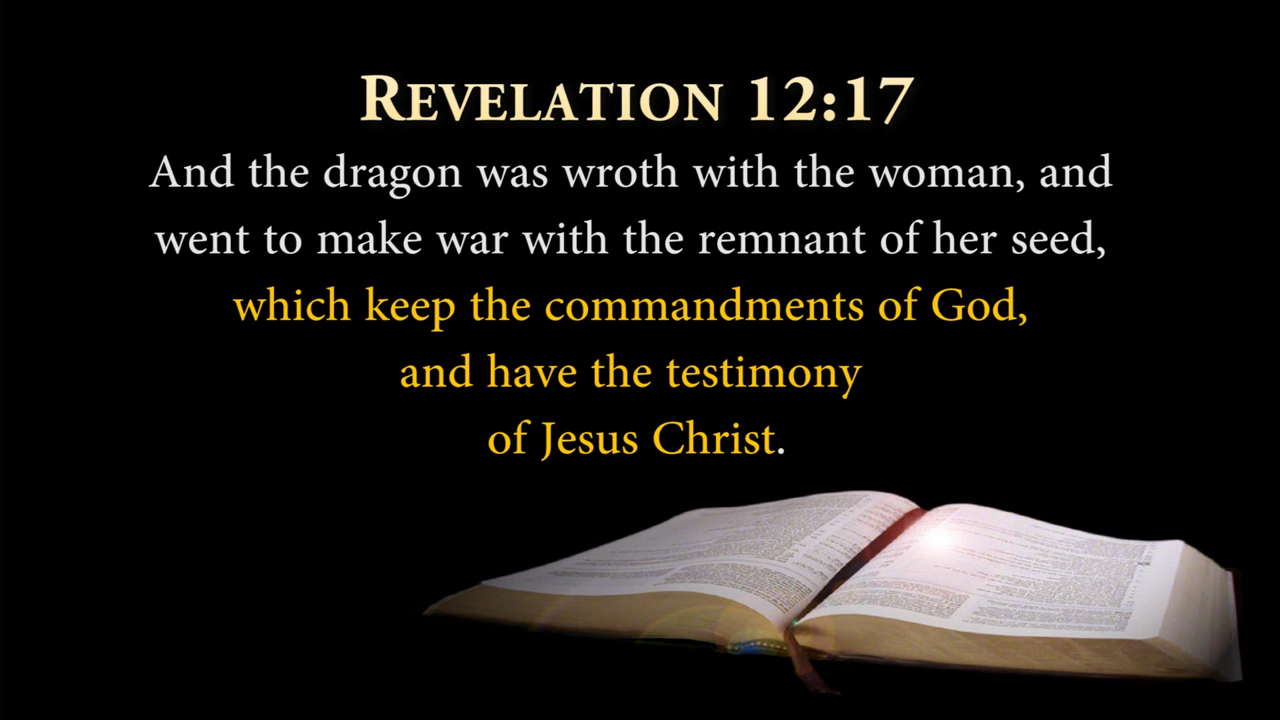 REVELATION 12:17
And the dragon was wroth with the woman, and
went to make war with the remnant of her seed,
which keep the commandments of God,
and have the testimony
of Jesus Christ.